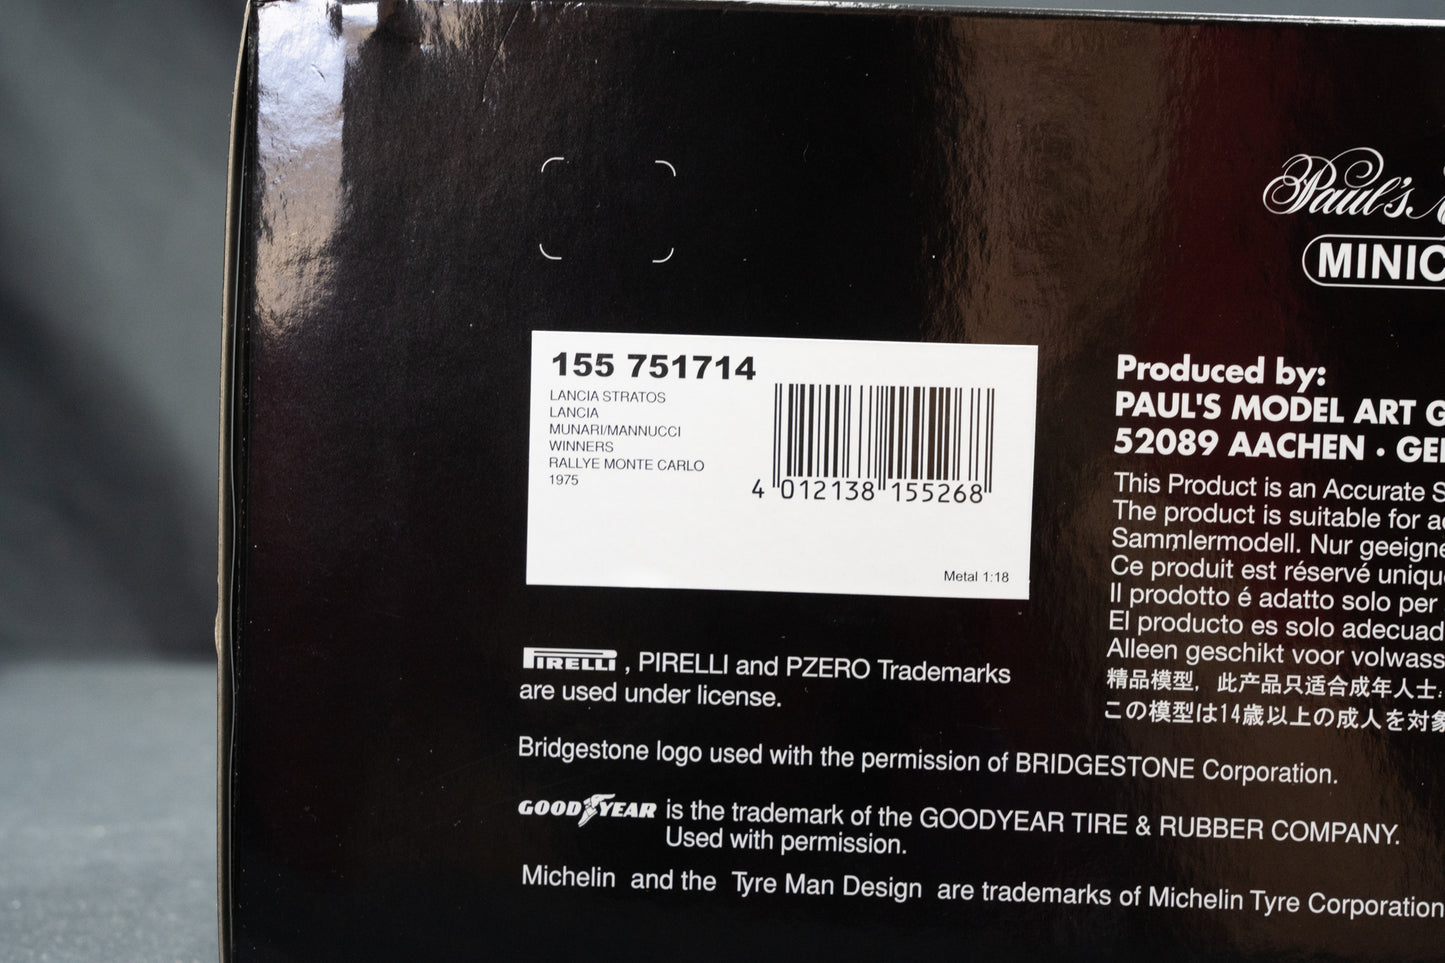 Paul's
MINIC
155 751714
LANCIA STRATOS
LANCIA
MUNARI/MANNUCCI
WINNERS
RALLYE MONTE CARLO
1975
4 012138 155268
Metal 1:18
Produced by:
PAUL'S MODEL ART G
52089 AACHEN · GE
This Product is an Accurate S
The product is suitable for a
Sammlermodell. Nur geeigne
Ce produit est réservé uniqu
Il prodotto é adatto solo per
El producto es solo adecuad
Alleen geschikt voor volwass
精品模型，此产品只适合成年人士
この模型は14歳以上の成人を対象
PIRELLI , PIRELLI and PZERO Trademarks
are used under license.
Bridgestone logo used with the permission of BRIDGESTONE Corporation.
GOODYEAR is the trademark of the GOODYEAR TIRE & RUBBER COMPANY.
Used with permission.
Michelin and the Tyre Man Design are trademarks of Michelin Tyre Corporation